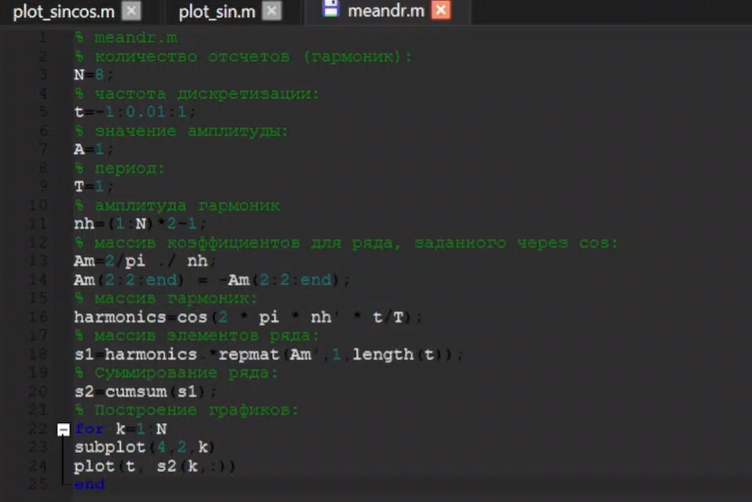 plot_sincos.m plot_sin.m meandr.m
1 % meandr.m
2 % количество отсчетов (гармоник):
3 N=8;
4 % частота дискретизации:
5 t=-1:0.01:1;
6 % значение амплитуды:
7 A=1;
8 % период:
9 T=1;
10 % амплитуда гармоник
11 nh=(1:N)*2-1;
12 % массив коэффициентов для ряда, заданного через cos:
13 Am=2/pi ./ nh;
14 Am(2:2:end) = -Am(2:2:end);
15 % массив гармоник:
16 harmonics=cos(2 * pi * nh' * t/T);
17 % массив элементов ряда:
18 s1=harmonics.*repmat(Am',1,length(t));
19 % Суммирование ряда:
20 s2=cumsum(s1);
21 % Построение графиков:
22 for k=1:N
23 subplot(4,2,k)
24 plot(t, s2(k,:))
25 end